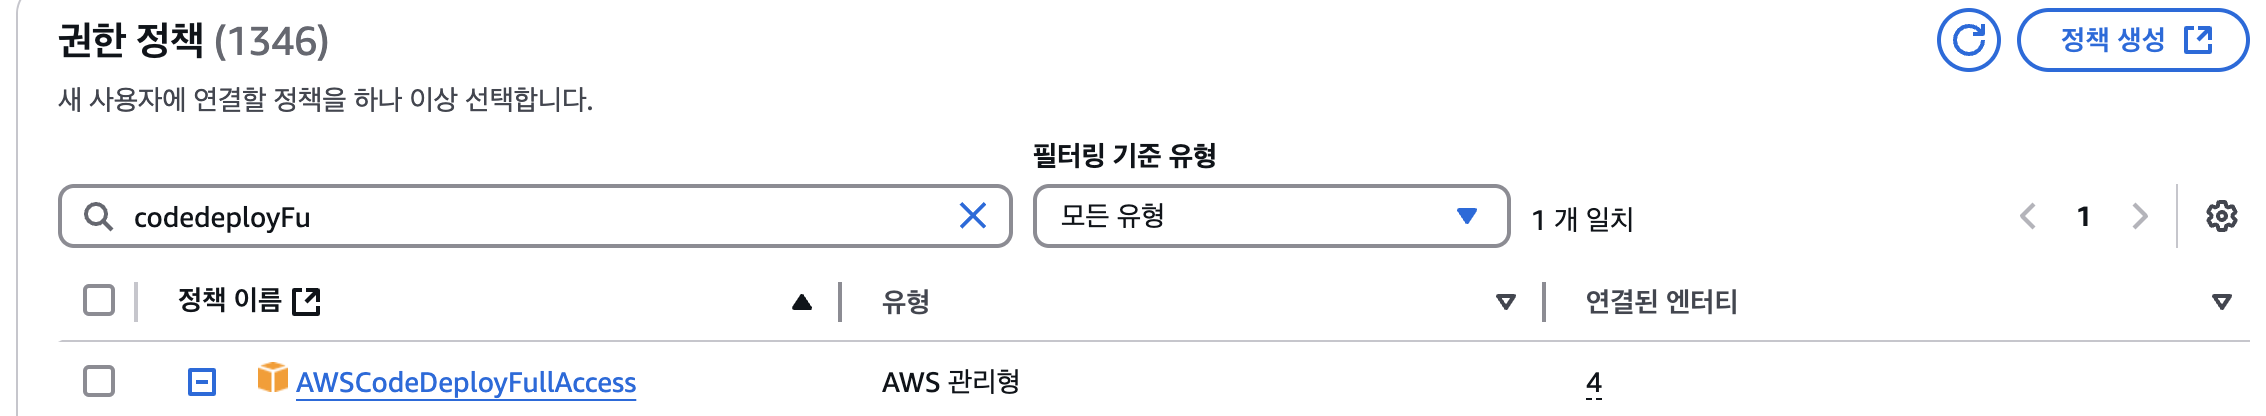 권한 정책 (1346)
정책 생성
새 사용자에 연결할 정책을 하나 이상 선택합니다.
필터링 기준 유형
codedeployFu
모든 유형
1 개 일치
1
정책 이름
유형
연결된 엔터티
AWSCodeDeployFullAccess
AWS 관리형
4